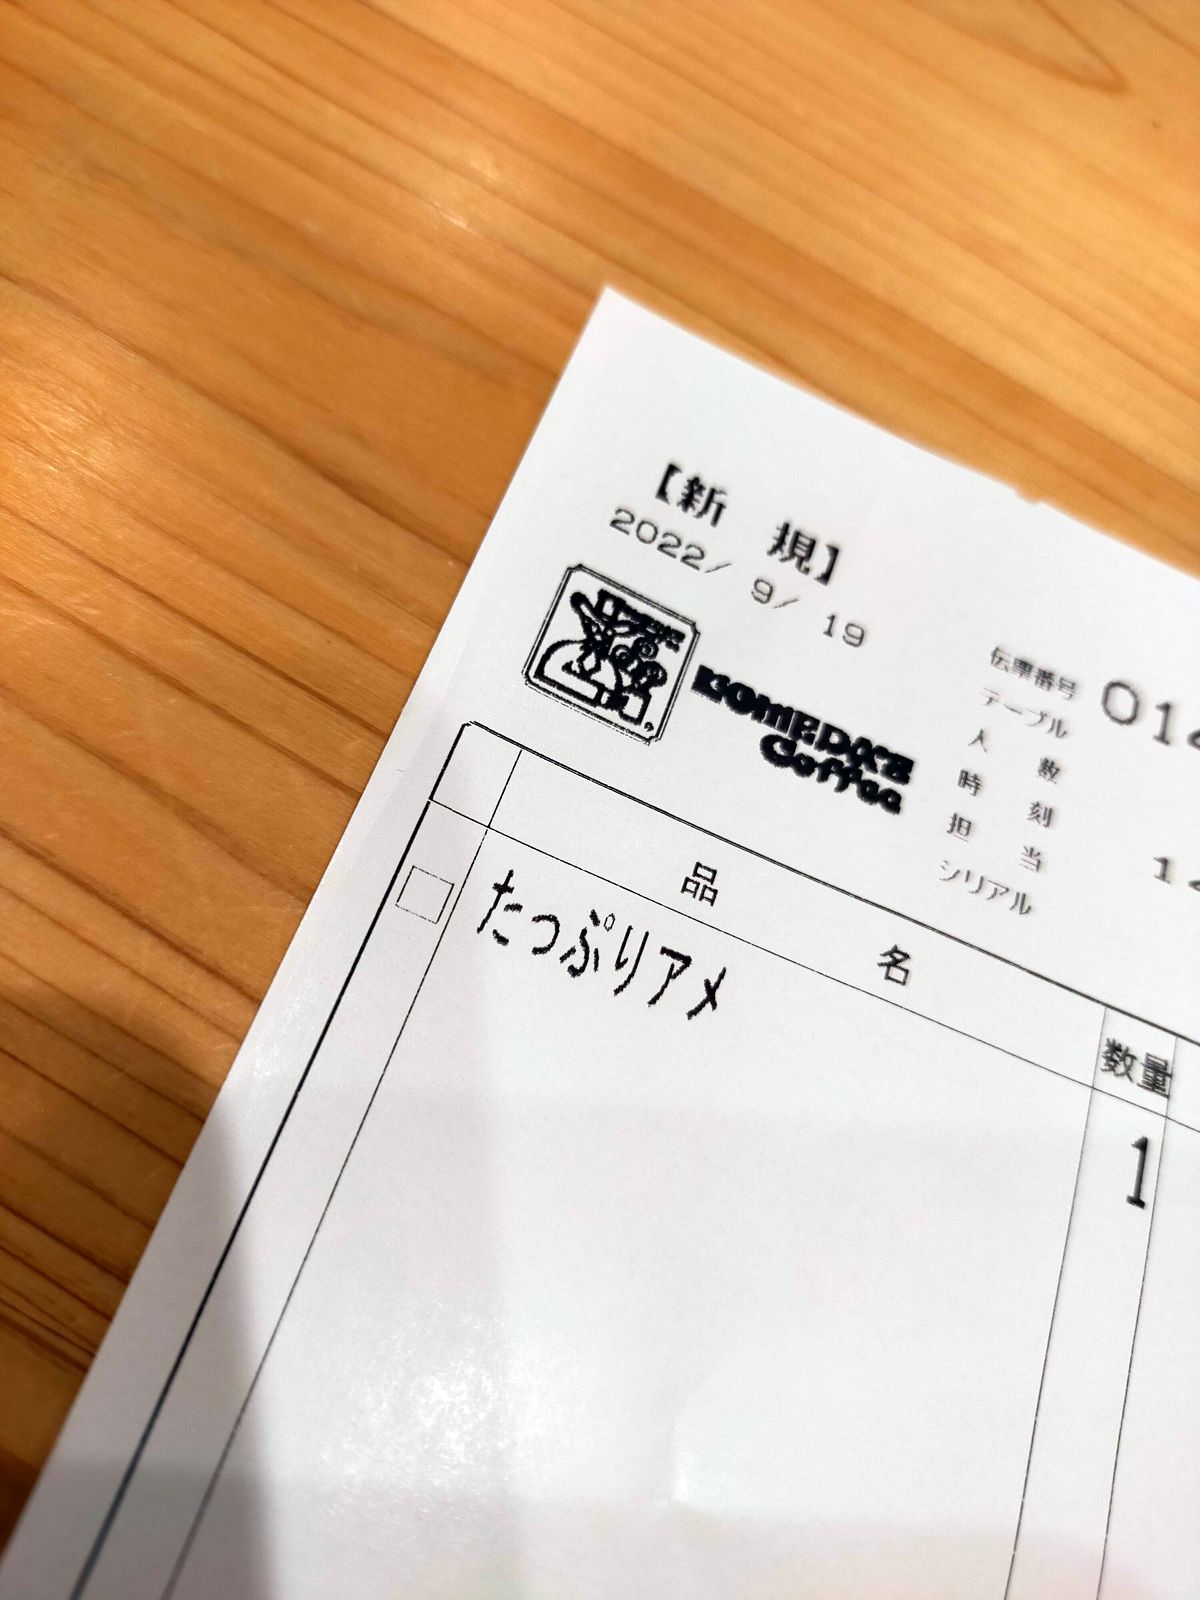 【新 規】
2022/ 9/ 19
KOMEDA'S
Coffee
伝票番号 014
テーブル
人 数
時 刻
担 当
シリアル
品 名 数量
たっぷりアメ 1